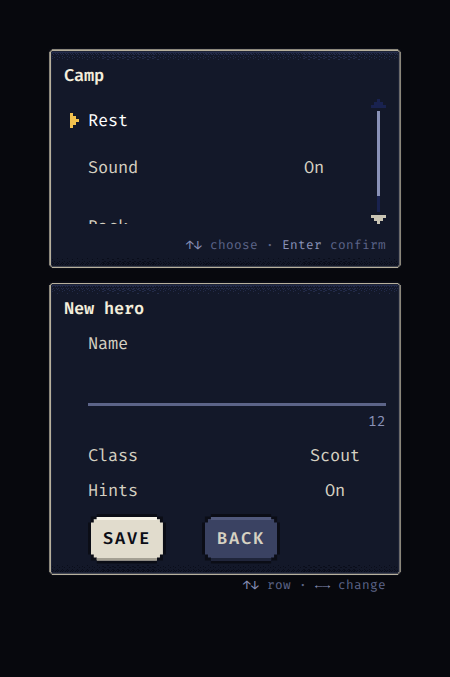 Camp
Rest
Sound On
↑↓ choose · Enter confirm
New hero
Name
12
Class Scout
Hints On
SAVE BACK
↑↓ row · ←→ change